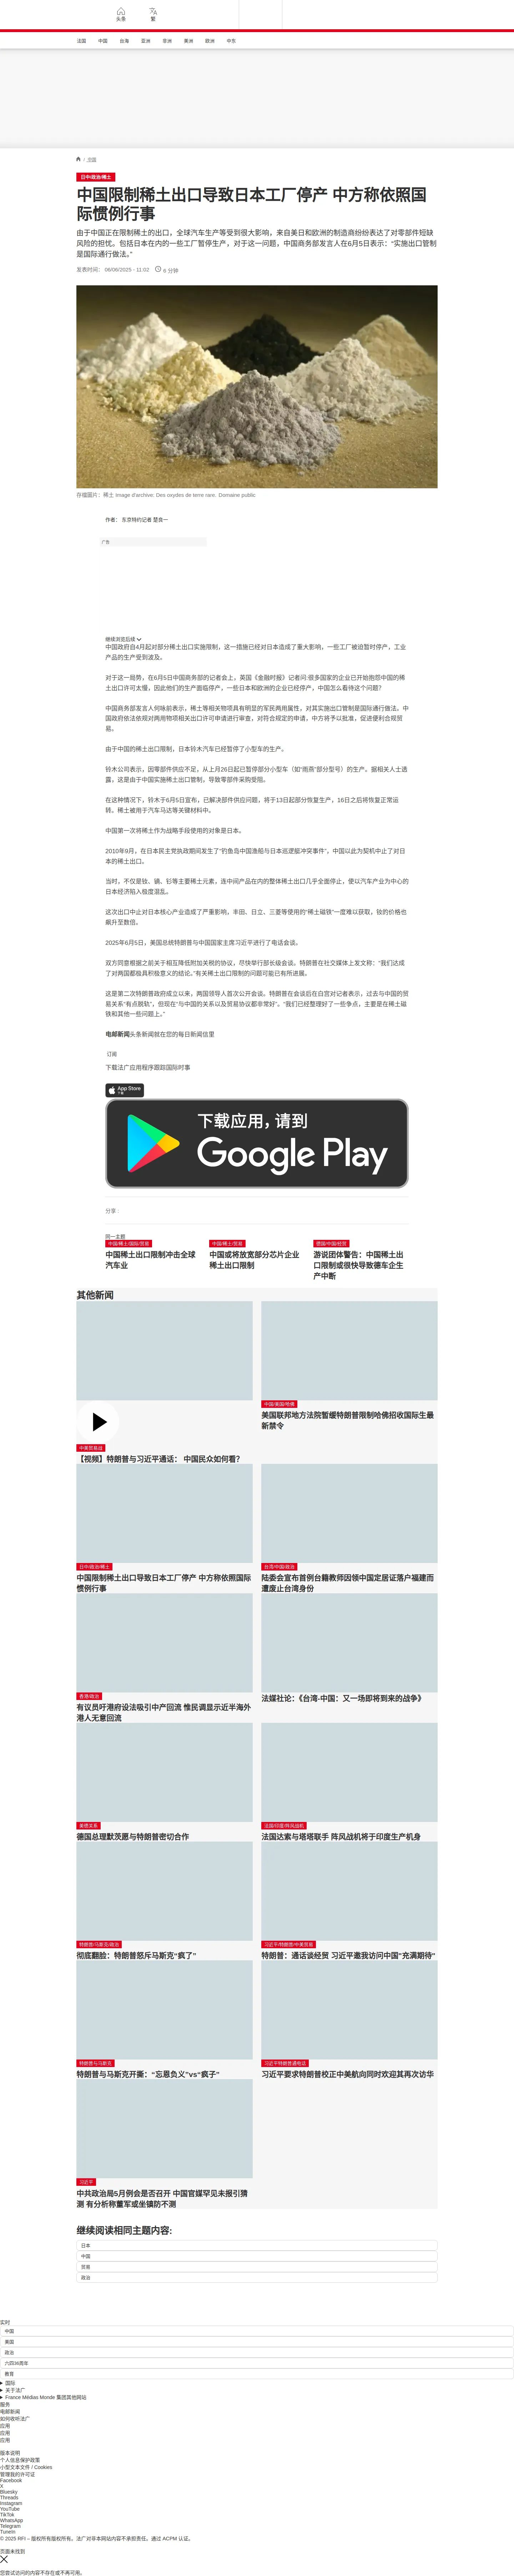 头条
繁
法国
中国
台湾
亚洲
非洲
美洲
欧洲
中东
/ 中国
日中/政治/稀土
中国限制稀土出口导致日本工厂停产 中方称依照国
际惯例行事
由于中国正在限制稀土的出口，全球汽车生产等受到很大影响，来自美日和欧洲的制造商纷纷表达了对零部件短缺
风险的担忧。包括日本在内的一些工厂暂停生产，对于这一问题，中国商务部发言人在6月5日表示：“实施出口管制
是国际通行做法。”
发表时间： 06/06/2025 - 11:02
6 分钟
存檔圖片：稀土 Image d'archive: Des oxydes de terre rare. Domaine public
作者： 东京特约记者 楚良一
广告
继续浏览后续
中国政府自4月起对部分稀土出口实施限制，这一措施已经对日本造成了重大影响，一些工厂被迫暂时停产，工业
产品的生产受到波及。
对于这一局势，在6月5日中国商务部的记者会上，英国《金融时报》记者问:很多国家的企业已开始抱怨中国的稀
土出口许可太慢，因此他们的生产面临停产，一些日本和欧洲的企业已经停产，中国怎么看待这个问题?
中国商务部发言人何咏前表示，稀土等相关物项具有明显的军民两用属性，对其实施出口管制是国际通行做法。中
国政府依法依规对两用物项相关出口许可申请进行审查，对符合规定的申请，中方将予以批准，促进便利合规贸
易。
由于中国的稀土出口限制，日本铃木汽车已经暂停了小型车的生产。
铃木公司表示，因零部件供应不足，从上月26日起已暂停部分小型车（如“雨燕”部分型号）的生产。据相关人士透
露，这是由于中国实施稀土出口管制，导致零部件采购受阻。
在这种情况下，铃木于6月5日宣布，已解决部件供应问题，将于13日起部分恢复生产，16日之后将恢复正常运
转。稀土被用于汽车马达等关键材料中。
中国第一次将稀土作为战略手段使用的对象是日本。
2010年9月，在日本民主党执政期间发生了“钓鱼岛中国渔船与日本巡逻艇冲突事件”，中国以此为契机中止了对日
本的稀土出口。
当时，不仅是钕、镝、钐等主要稀土元素，连中间产品在内的整体稀土出口几乎全面停止，使以汽车产业为中心的
日本经济陷入极度混乱。
这次出口中止对日本核心产业造成了严重影响，丰田、日立、三菱等使用的“稀土磁铁”一度难以获取，钕的价格也
飙升至数倍。
2025年6月5日，美国总统特朗普与中国国家主席习近平进行了电话会谈。
双方同意根据之前关于相互降低附加关税的协议，尽快举行部长级会谈。特朗普在社交媒体上发文称：“我们达成
了对两国都极具积极意义的结论。”有关稀土出口限制的问题可能已有所进展。
这是第二次特朗普政府成立以来，两国领导人首次公开会谈。特朗普在会谈后在白宫对记者表示，过去与中国的贸
易关系“有点脱轨”，但现在“与中国的关系以及贸易协议都非常好”。“我们已经整理好了一些争点，主要是在稀土磁
铁和其他一些问题上。”
电邮新闻头条新闻就在您的每日新闻信里
订阅
下载法广应用程序跟踪国际时事
App Store
下载
下载应用，请到
Google Play
分享 :
同一主题
中国/稀土/国际/贸易
中国稀土出口限制冲击全球
汽车业
中国/稀土/贸易
中国或将放宽部分芯片企业
稀土出口限制
德国/中国/经贸
游说团体警告：中国稀土出
口限制或很快导致德车企生
产中断
其他新闻
中美贸易战
【视频】特朗普与习近平通话： 中国民众如何看?
中国/美国/哈佛
美国联邦地方法院暂缓特朗普限制哈佛招收国际生最
新禁令
日中/政治/稀土
中国限制稀土出口导致日本工厂停产 中方称依照国际
惯例行事
台湾/中国/政治
陆委会宣布首例台籍教师因领中国定居证落户福建而
遭废止台湾身份
香港/政治
有议员吁港府设法吸引中产回流 惟民调显示近半海外
港人无意回流
法媒社论：《台湾-中国：又一场即将到来的战争》
美德关系
德国总理默茨愿与特朗普密切合作
法国/印度/阵风战机
法国达索与塔塔联手 阵风战机将于印度生产机身
特朗普/马斯克/政治
彻底翻脸：特朗普怒斥马斯克“疯了”
习近平/特朗普/中美贸易
特朗普：通话谈经贸 习近平邀我访问中国“充满期待”
特朗普与马斯克
特朗普与马斯克开撕：“忘恩负义”vs“疯子”
习近平特朗普通电话
习近平要求特朗普校正中美航向同时欢迎其再次访华
习近平
中共政治局5月例会是否召开 中国官媒罕见未报引猜
测 有分析称董军或坐镇防不测
继续阅读相同主题内容:
日本
中国
贸易
政治
实时
中国
美国
政治
六四36周年
教育
国际
关于法广
France Médias Monde 集团其他网站
服务
电邮新闻
如何收听法广
应用
应用
应用
版本说明
个人信息保护政策
小型文本文件 / Cookies
管理我的许可证
Facebook
X
Bluesky
Threads
Instagram
YouTube
TikTok
WhatsApp
Telegram
TuneIn
© 2025 RFI – 版权所有版权所有。法广对非本网站内容不承担责任。通过 ACPM 认证。
页面未找到
您尝试访问的内容不存在或不再可用。